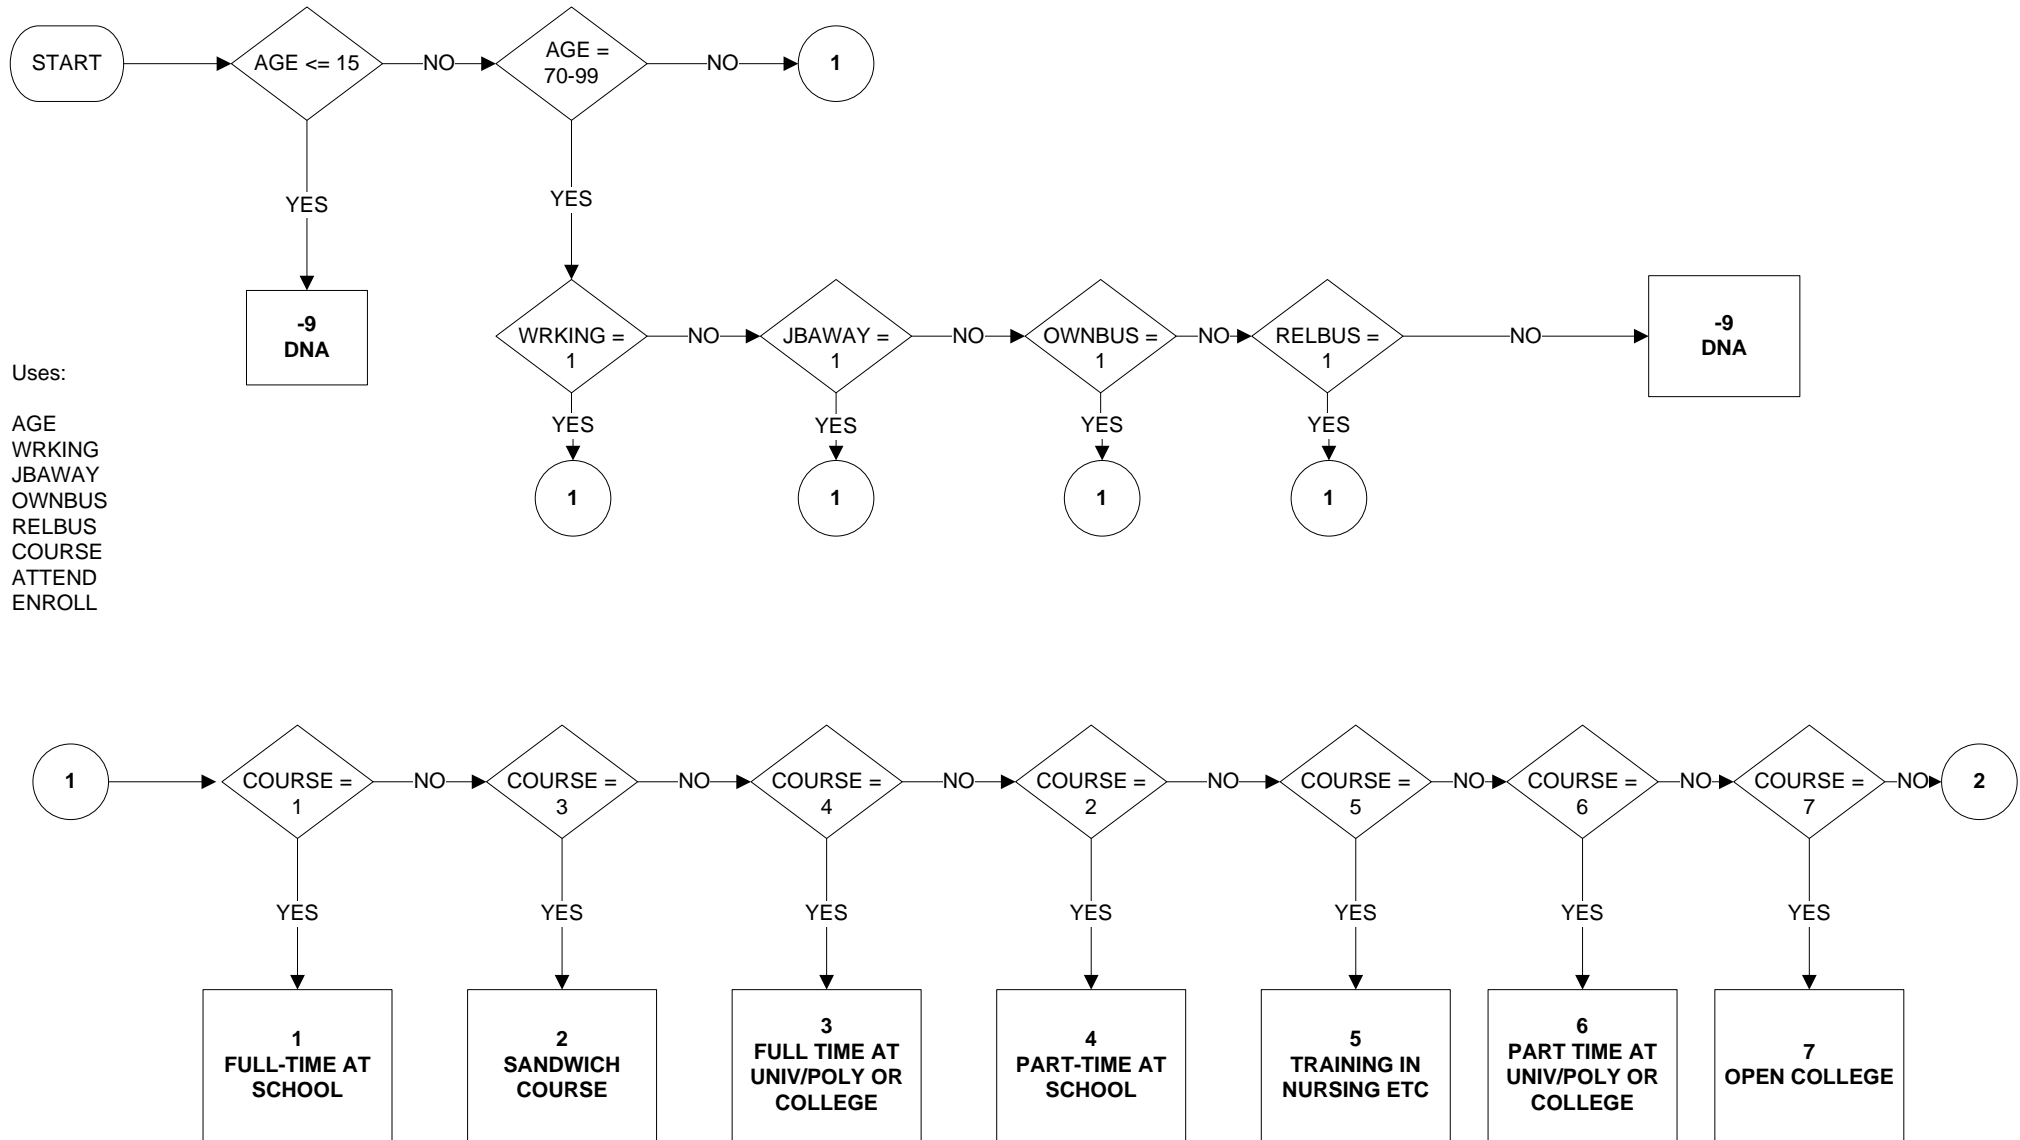 START
AGE <= 15
NO
AGE =
70-99
NO
1
YES
YES
-9
DNA
WRKING =
1
NO
JBAWAY =
1
NO
OWNBUS =
1
NO
RELBUS =
1
NO
-9
DNA
YES
YES
YES
YES
1
1
1
1
Uses:
AGE
WRKING
JBAWAY
OWNBUS
RELBUS
COURSE
ATTEND
ENROLL
1
COURSE =
1
NO
COURSE =
3
NO
COURSE =
4
NO
COURSE =
2
NO
COURSE =
5
NO
COURSE =
6
NO
COURSE =
7
NO
2
YES
YES
YES
YES
YES
YES
YES
1
FULL-TIME AT
SCHOOL
2
SANDWICH
COURSE
3
FULL TIME AT
UNIV/POLY OR
COLLEGE
4
PART-TIME AT
SCHOOL
5
TRAINING IN
NURSING ETC
6
PART TIME AT
UNIV/POLY OR
COLLEGE
7
OPEN COLLEGE